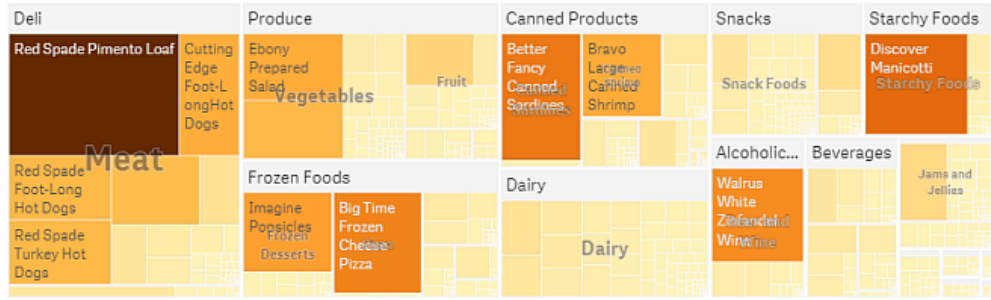 Deli
Red Spade Pimento Loaf
Cutting
Edge
Foot-L
ongHot
Dogs
Meat
Red Spade
Foot-Long
Hot Dogs
Red Spade
Turkey Hot
Dogs
Produce
Ebony
Prepared
Salad
Vegetables
Fruit
Frozen Foods
Imagine
Popsicles
Frozen
Desserts
Big Time
Frozen
Cheese
Pizza
Canned Products
Better
Fancy
Canned
Sardines
Bravo
Large
Canned
Shrimp
Dairy
Dairy
Snacks
Snack Foods
Starchy Foods
Discover
Manicotti
Starchy Foods
Alcoholic...
Walrus
White
Zinfandel
Wine
Wine
Beverages
Jams and
Jellies